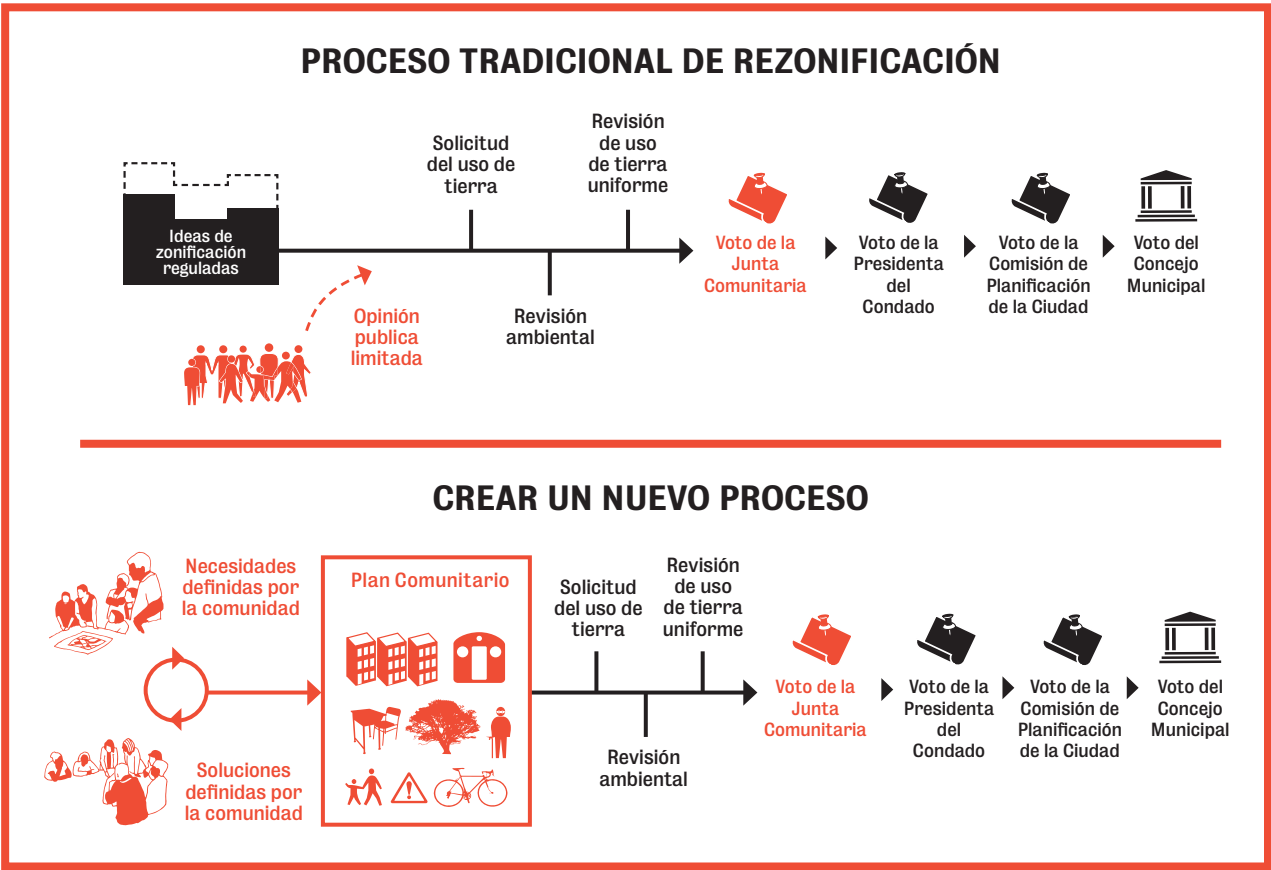 PROCESO TRADICIONAL DE REZONIFICACIÓN
Ideas de
zonificación
reguladas
Opinión
publica
limitada
Solicitud
del uso de
tierra
Revisión
ambiental
Revisión
de uso
de tierra
uniforme
Voto de la
Junta
Comunitaria
Voto de la
Presidenta
del
Condado
Voto de la
Comisión de
Planificación
de la Ciudad
Voto del
Concejo
Municipal
CREAR UN NUEVO PROCESO
Necesidades
definidas por
la comunidad
Soluciones
definidas por
la comunidad
Plan Comunitario
Solicitud
del uso de
tierra
Revisión
ambiental
Revisión
de uso
de tierra
uniforme
Voto de la
Junta
Comunitaria
Voto de la
Presidenta
del
Condado
Voto de la
Comisión de
Planificación
de la Ciudad
Voto del
Concejo
Municipal